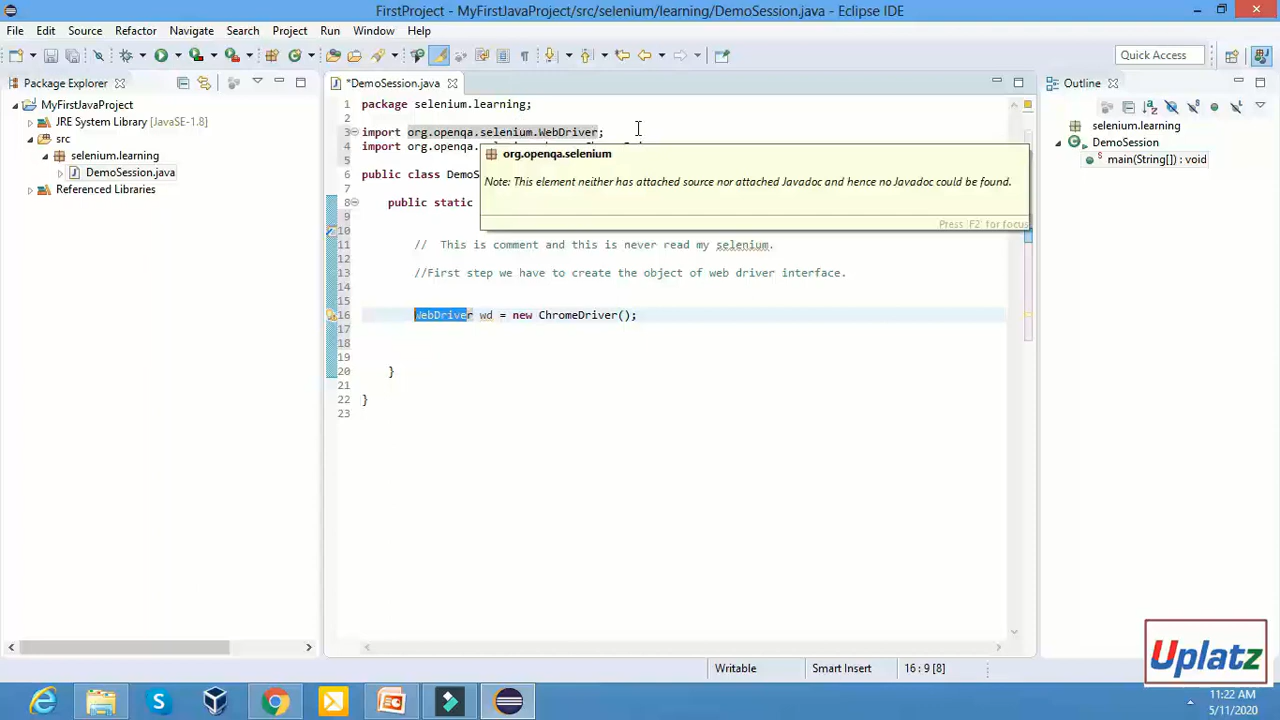 FirstProject - MyFirstJavaProject/src/selenium/learning/DemoSession.java - Eclipse IDE
File Edit Source Refactor Navigate Search Project Run Window Help
Quick Access
Package Explorer
*DemoSession.java
Outline
MyFirstJavaProject
JRE System Library [JavaSE-1.8]
src
selenium.learning
DemoSession.java
Referenced Libraries
1 package selenium.learning;
2
3 import org.openqa.selenium.WebDriver;
4 import org.openqa.
5
6 public class DemoS
7
8 public static
9
10
11 // This is comment and this is never read my selenium.
12
13 //First step we have to create the object of web driver interface.
14
15
16 WebDriver wd = new ChromeDriver();
17
18
19
20 }
21
22 }
23
org.openqa.selenium
Note: This element neither has attached source nor attached Javadoc and hence no Javadoc could be found.
Press 'F2' for focus
selenium.learning
DemoSession
main(String[]) : void
Writable
Smart Insert
16 : 9 [8]
Uplatz
11:22 AM
5/11/2020